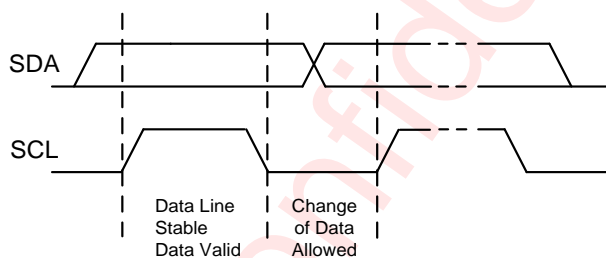 SDA
SCL
Data Line
Stable
Data Valid
Change
of Data
Allowed